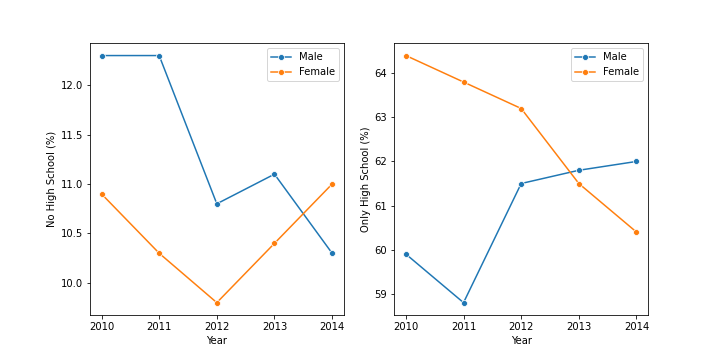 No High School (%)
12.0
11.5
11.0
10.5
10.0
2010 2011 2012 2013 2014
Year
Male
Female
Only High School (%)
64
63
62
61
60
59
2010 2011 2012 2013 2014
Year
Male
Female